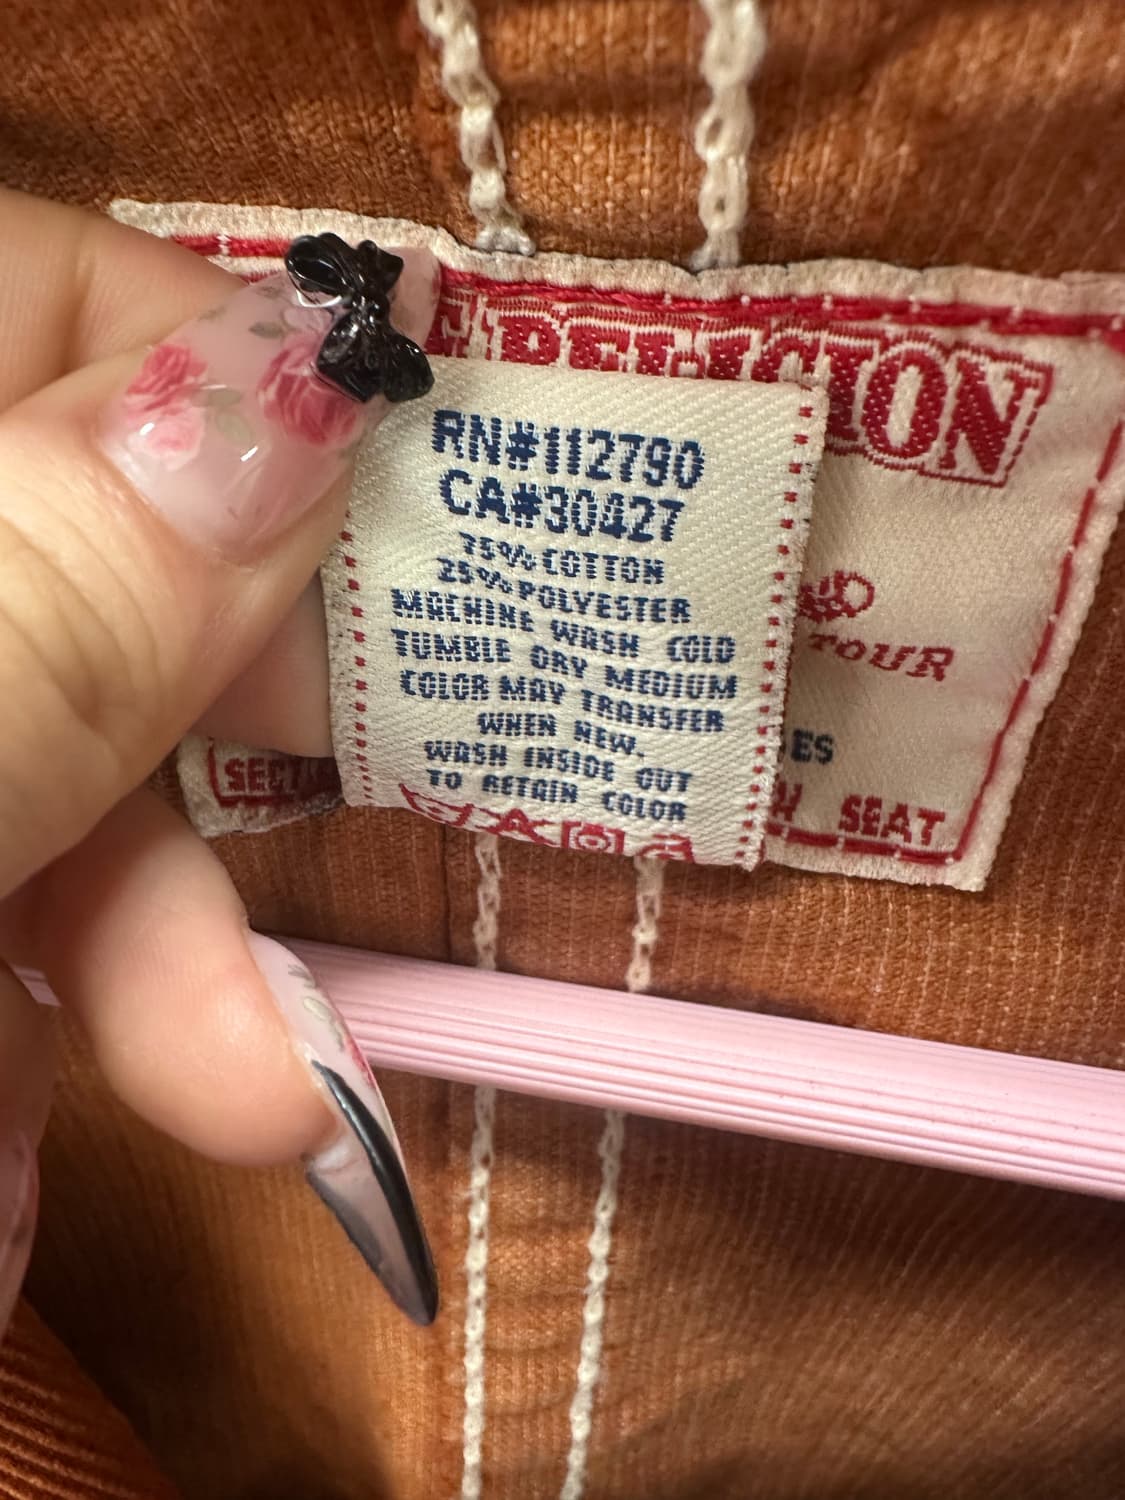 RELIGION
RN#112790
CA#30427
75% COTTON
25% POLYESTER
MACHINE WASH COLD
TUMBLE DRY MEDIUM
COLOR MAY TRANSFER
WHEN NEW.
WASH INSIDE OUT
TO RETAIN COLOR
TOUR
SEAT